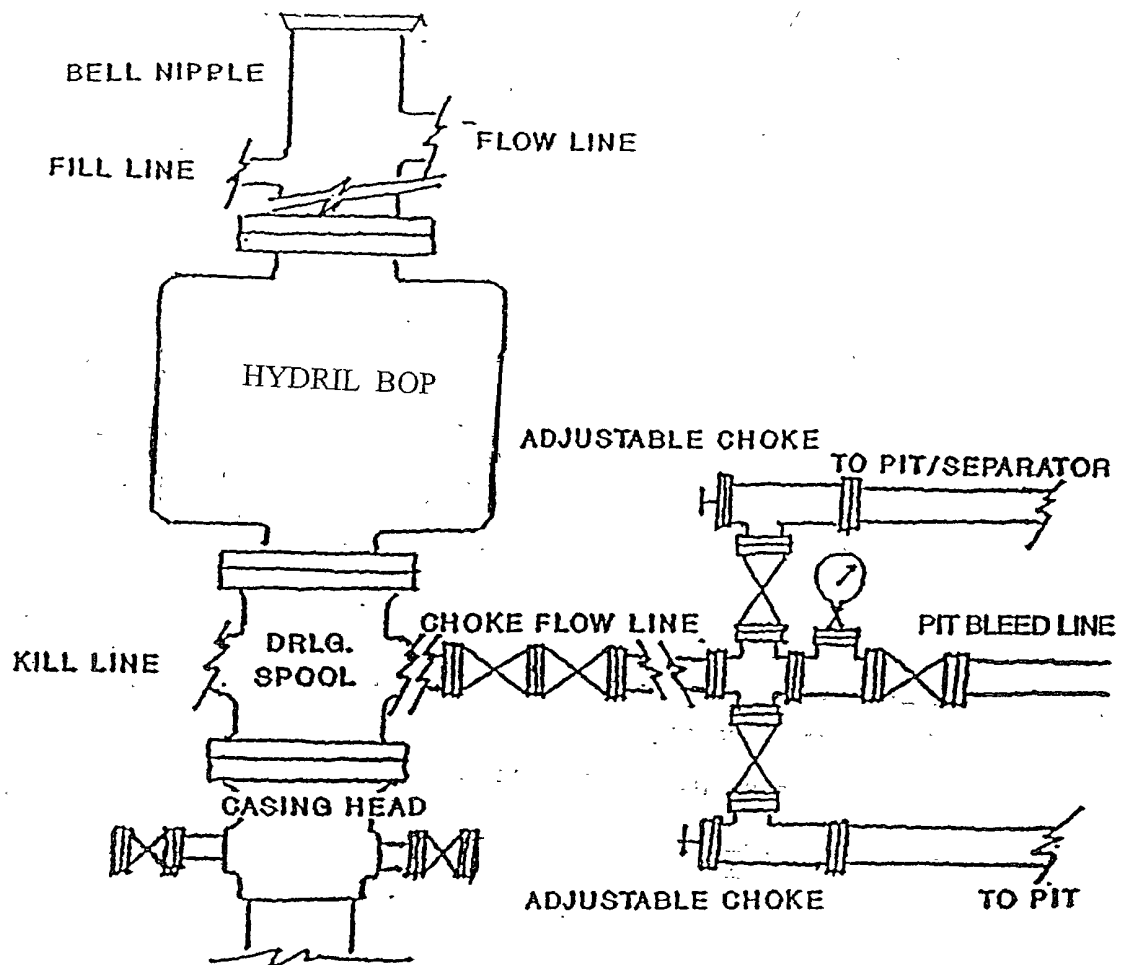 BELL NIPPLE
FLOW LINE
FILL LINE
HYDRIL BOP
ADJUSTABLE CHOKE
TO PIT/SEPARATOR
CHOKE FLOW LINE
PIT BLEED LINE
KILL LINE
DRLG.
SPOOL
CASING HEAD
ADJUSTABLE CHOKE
TO PIT